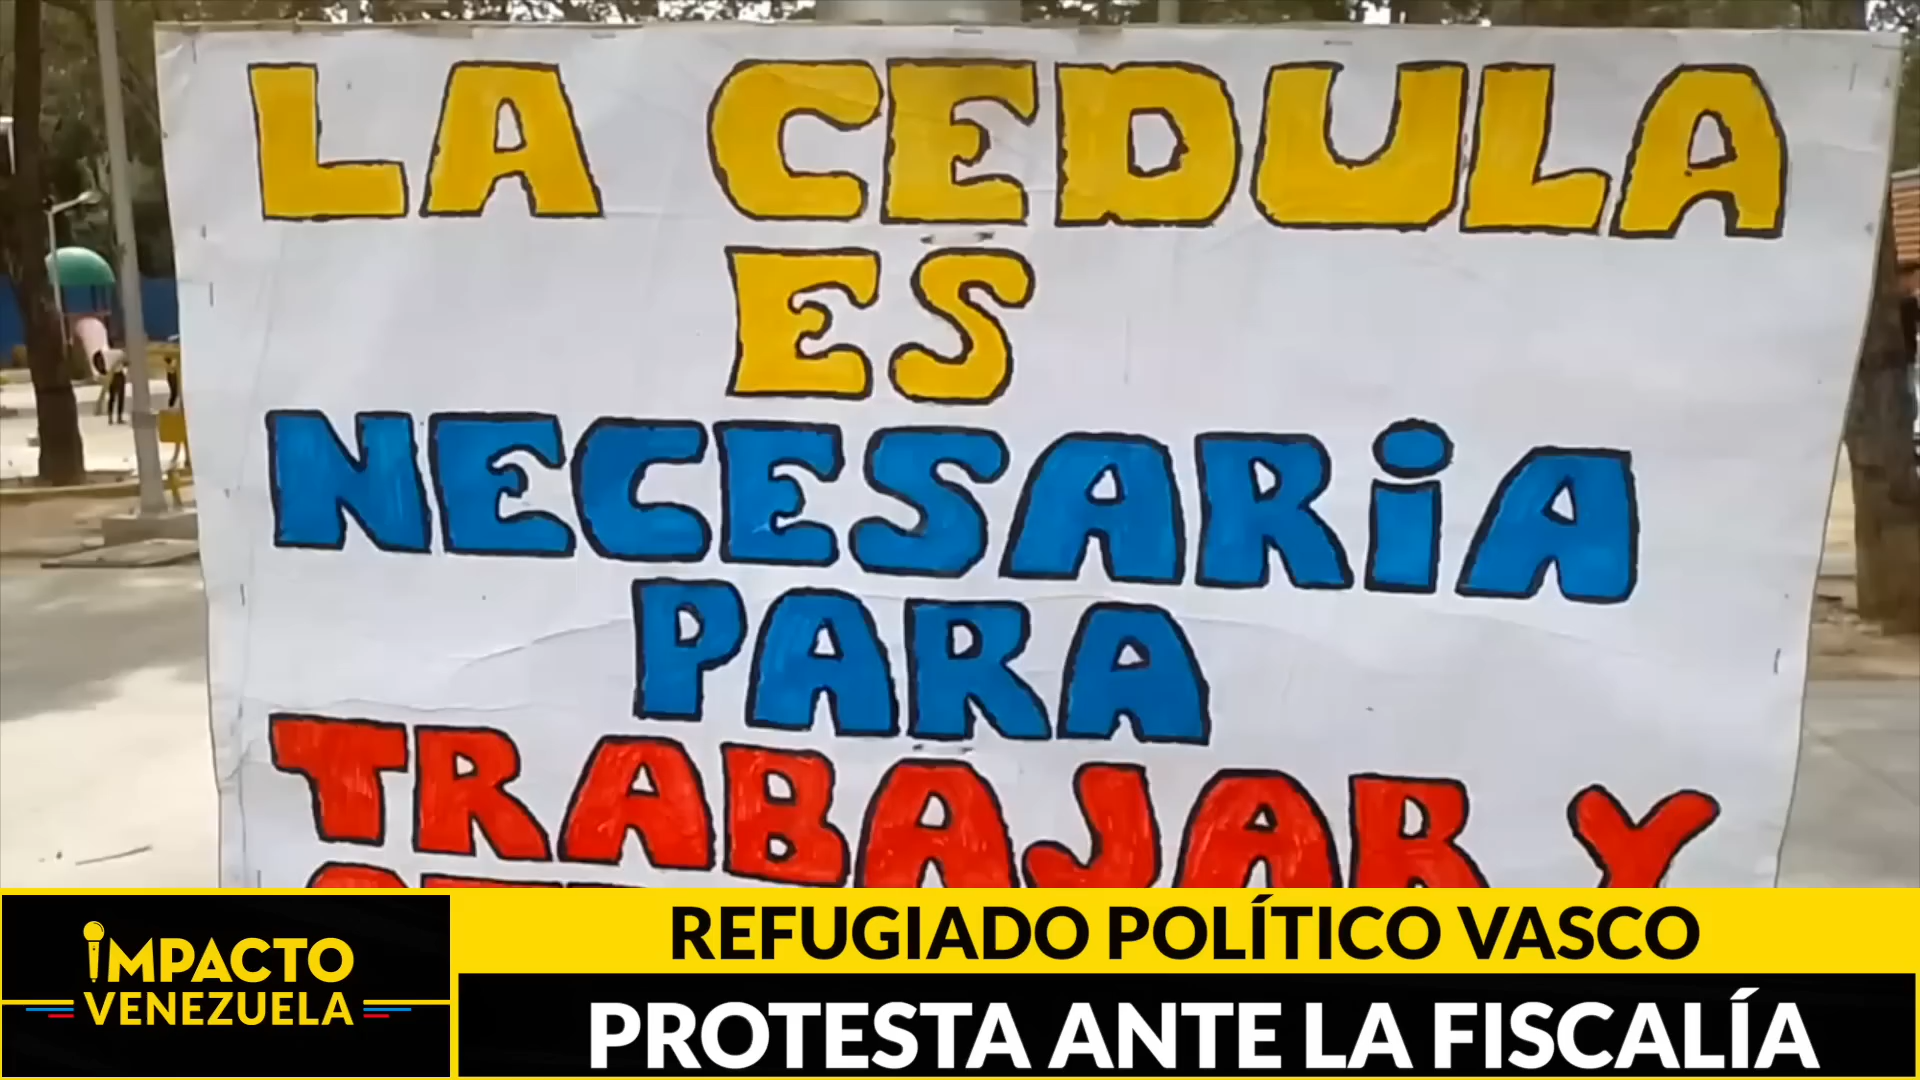 LA CEDULA
ES
NECESARiA
PARA
TRABAJAR Y
iMPACTO
VENEZUELA
REFUGIADO POLÍTICO VASCO
PROTESTA ANTE LA FISCALÍA